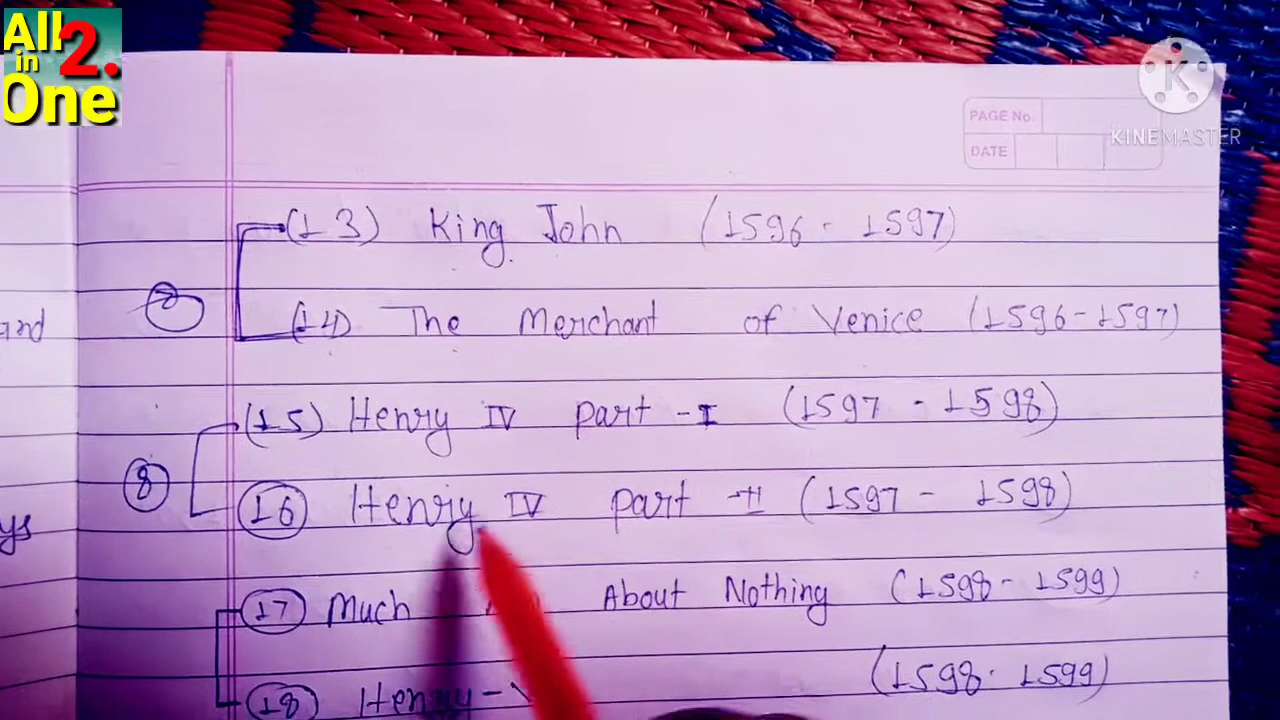 All
in 2.
One
KINEMASTER
PAGE No.
DATE
(13) King John (1596 - 1597)
(14) The Merchant of Venice (1596-1597)
and
(15) Henry IV part -I (1597 - 1598)
8
(16) Henry IV part -II (1597 - 1598)
ys
(17) Much About Nothing (1598 - 1599)
(18) Henry - (1598 - 1599)